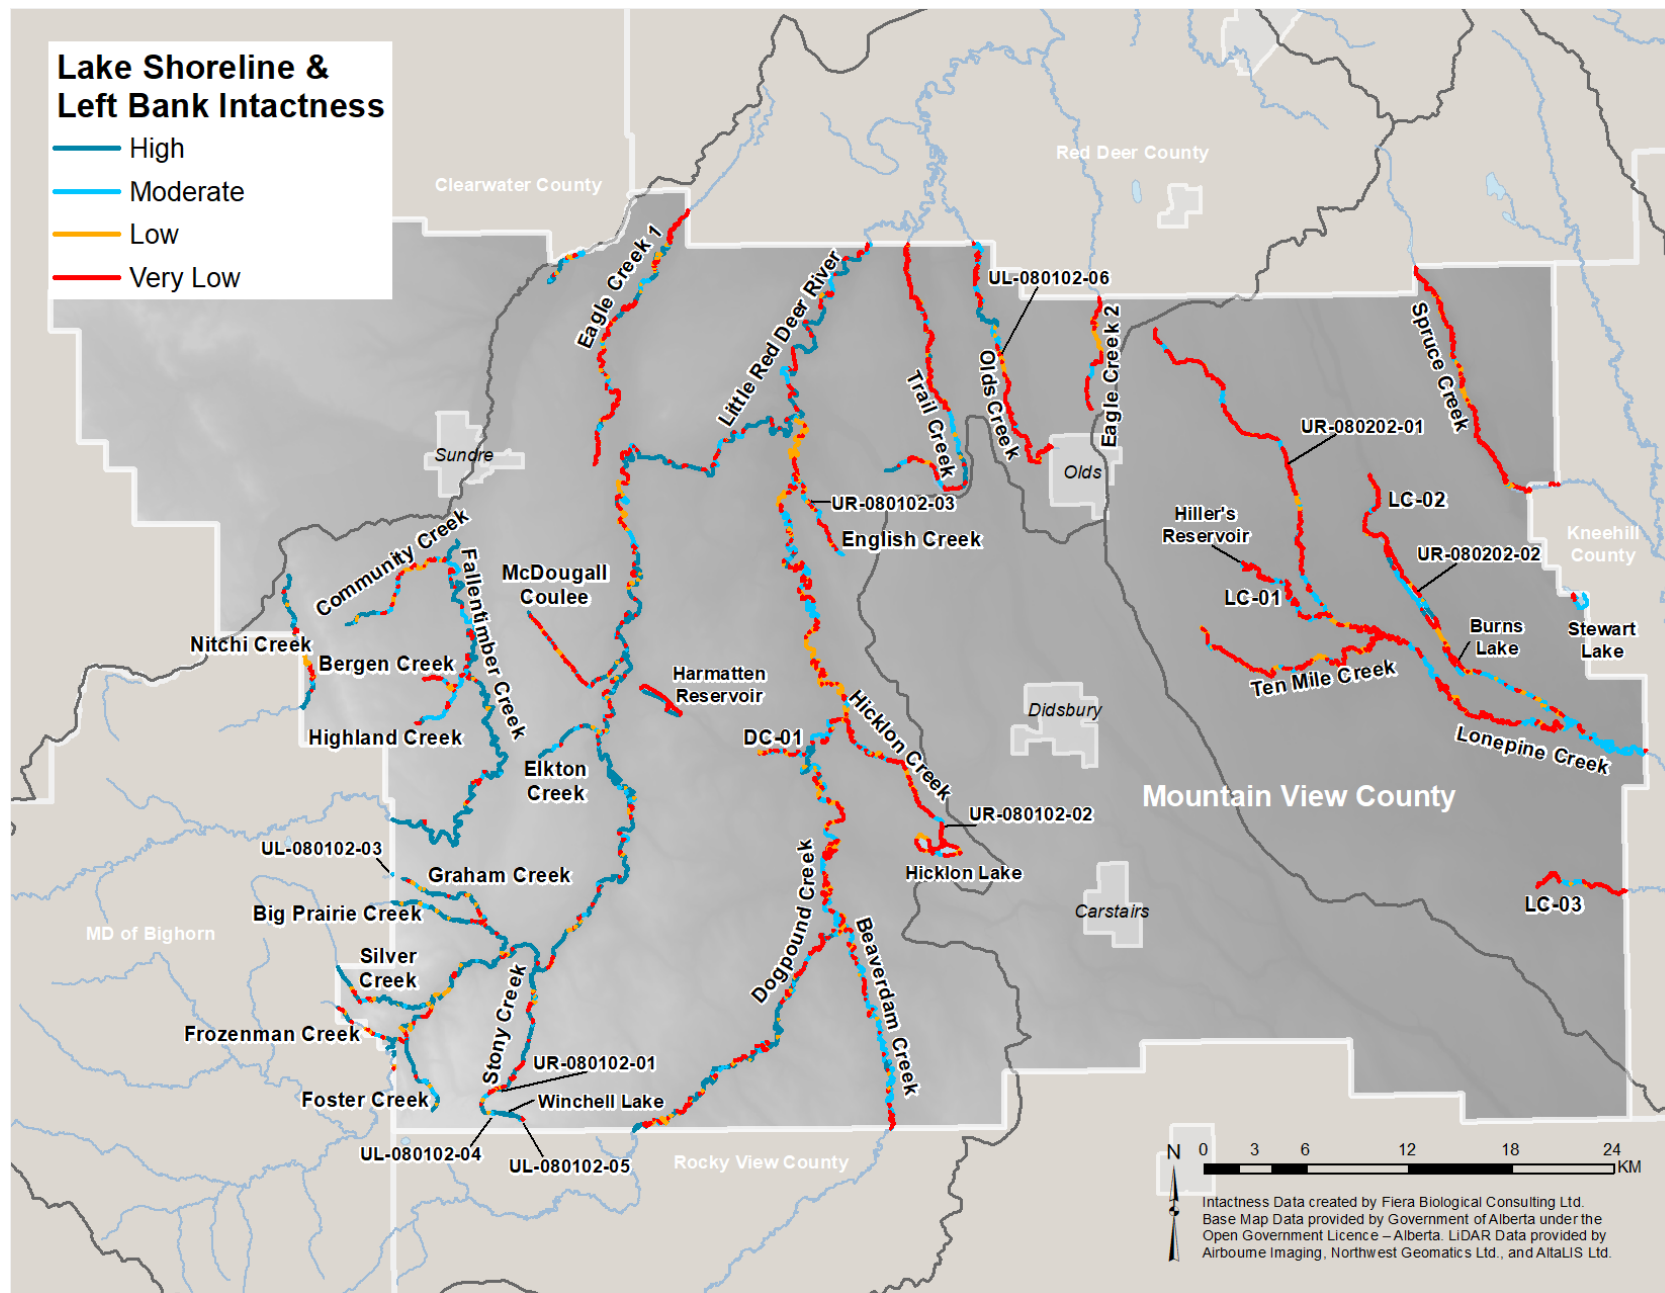 Lake Shoreline &
Left Bank Intactness
High
Moderate
Low
Very Low
Clearwater County
Red Deer County
Eagle Creek 1
Little Red Deer River
UL-080102-06
Trail Creek
Olds Creek
Eagle Creek 2
Spruce Creek
Sundre
Olds
UR-080202-01
LC-02
Hiller's
Reservoir
UR-080102-03
English Creek
Kneehill
County
UR-080202-02
LC-01
Community Creek
Fallentimber Creek
McDougall
Coulee
Burns
Lake
Stewart
Lake
Nitchi Creek
Bergen Creek
Harmatten
Reservoir
Ten Mile Creek
Highland Creek
Hicklon Creek
Didsbury
DC-01
Lonepine Creek
Elkton
Creek
Mountain View County
UR-080102-02
UL-080102-03
Graham Creek
Hicklon Lake
Big Prairie Creek
Dogpound Creek
Beaverdam Creek
Carstairs
LC-03
MD of Bighorn
Silver
Creek
Stony Creek
Frozenman Creek
UR-080102-01
Foster Creek
Winchell Lake
UL-080102-04
UL-080102-05
Rocky View County
N
0 3 6 12 18 24
KM
Intactness Data created by Fiera Biological Consulting Ltd.
Base Map Data provided by Government of Alberta under the
Open Government Licence – Alberta. LiDAR Data provided by
Airbourne Imaging, Northwest Geomatics Ltd., and AltaLIS Ltd.